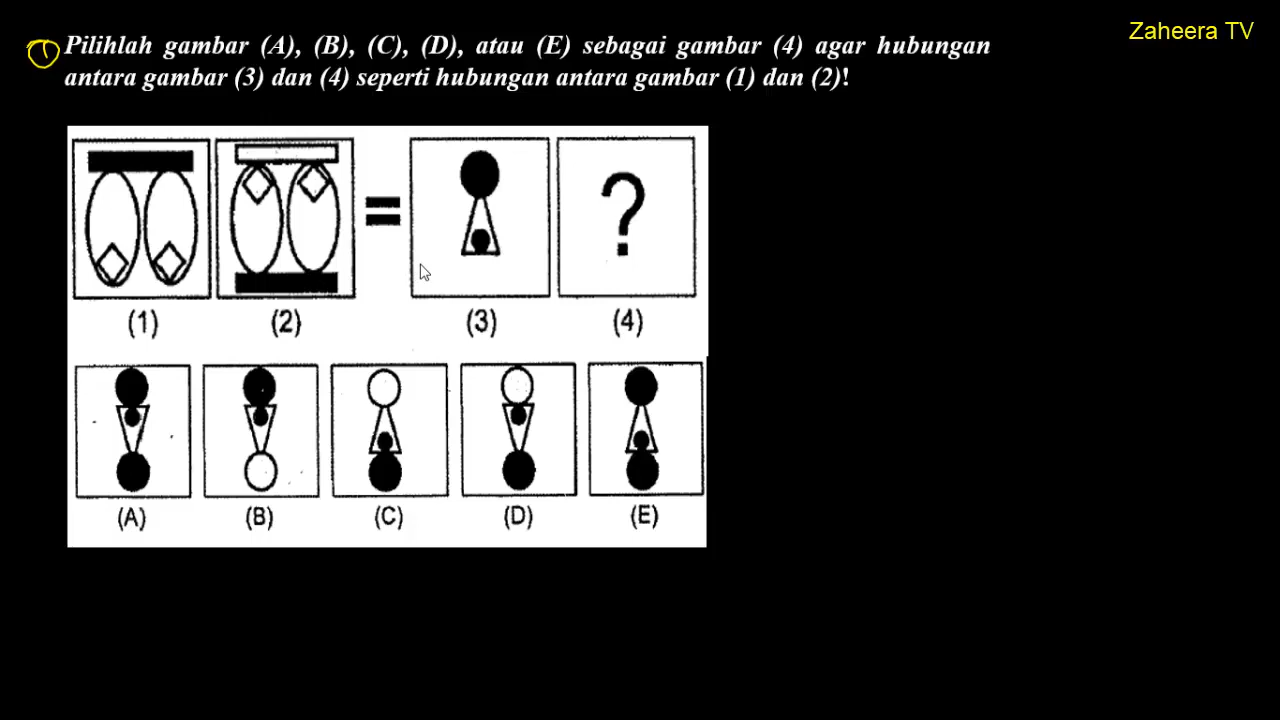 Zaheera TV
1 Pilihlah gambar (A), (B), (C), (D), atau (E) sebagai gambar (4) agar hubungan
antara gambar (3) dan (4) seperti hubungan antara gambar (1) dan (2)!
= ?
(1) (2) (3) (4)
(A) (B) (C) (D) (E)